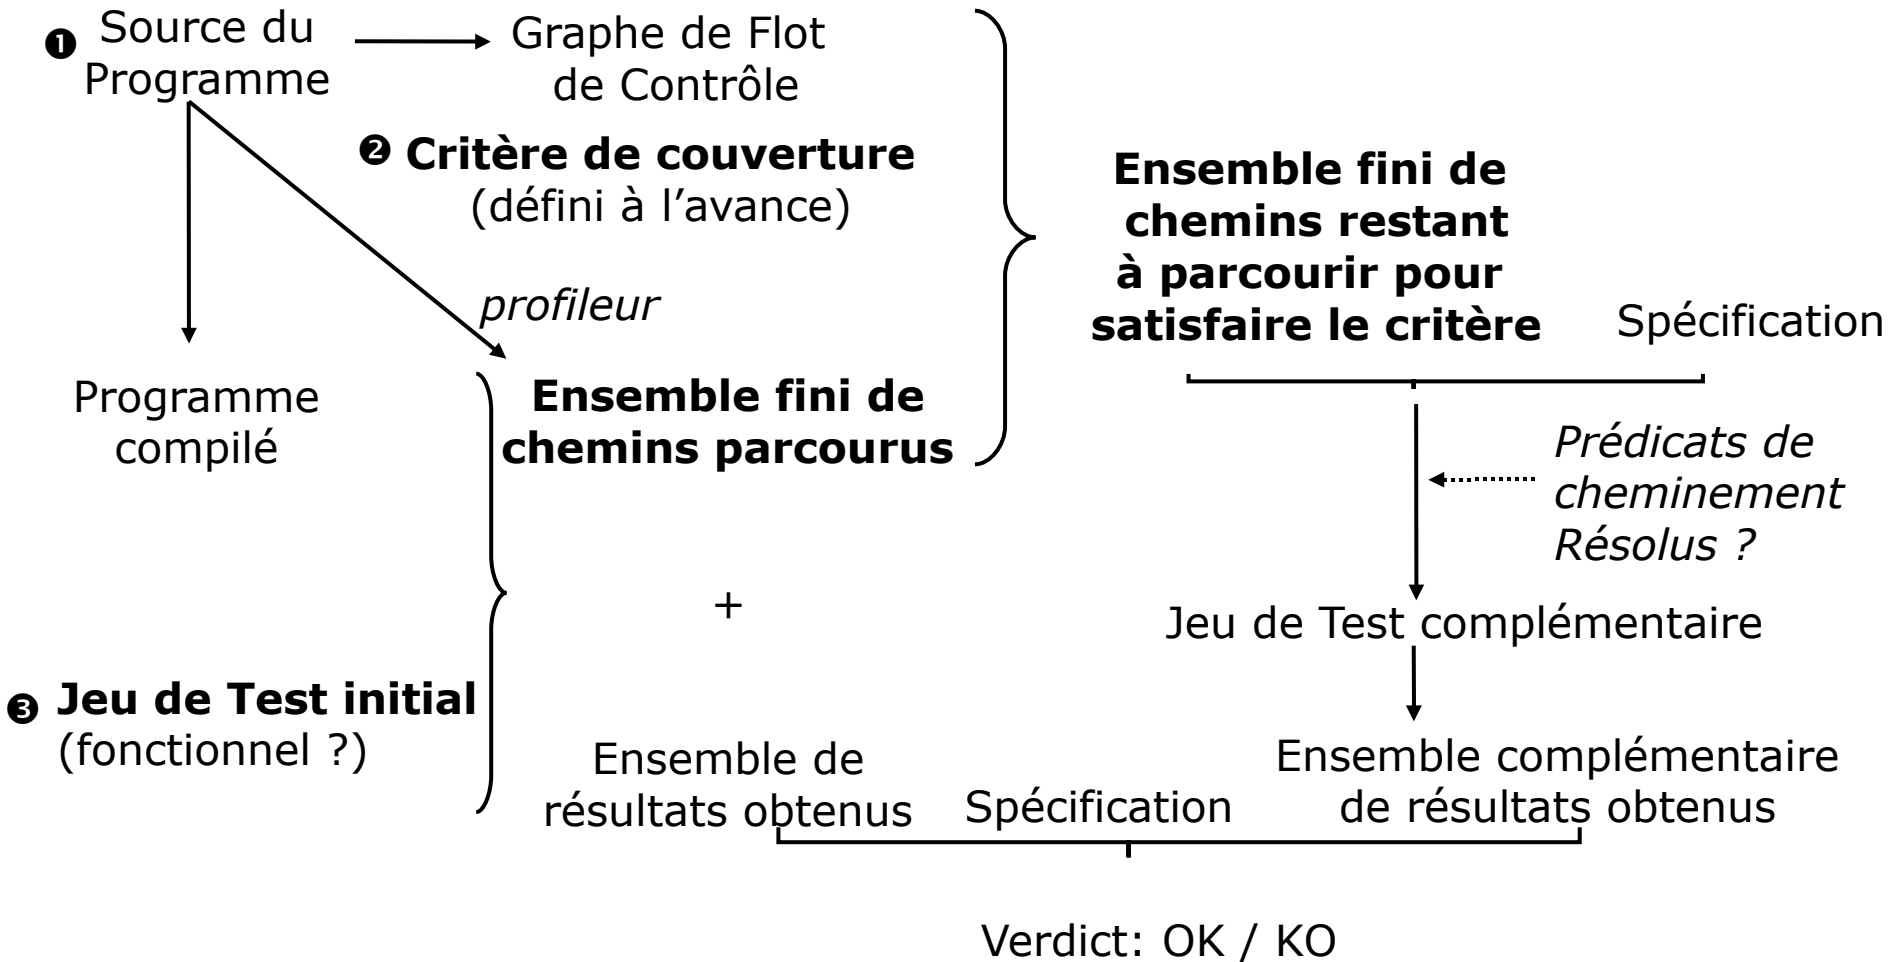 ❶ Source du
Programme
Graphe de Flot
de Contrôle
❷ Critère de couverture
(défini à l’avance)
profileur
Ensemble fini de
chemins restant
à parcourir pour
satisfaire le critère
Spécification
Programme
compilé
Ensemble fini de
chemins parcourus
Prédicats de
cheminement
Résolus ?
+
Jeu de Test complémentaire
❸ Jeu de Test initial
(fonctionnel ?)
Ensemble de
résultats obtenus
Spécification
Ensemble complémentaire
de résultats obtenus
Verdict: OK / KO